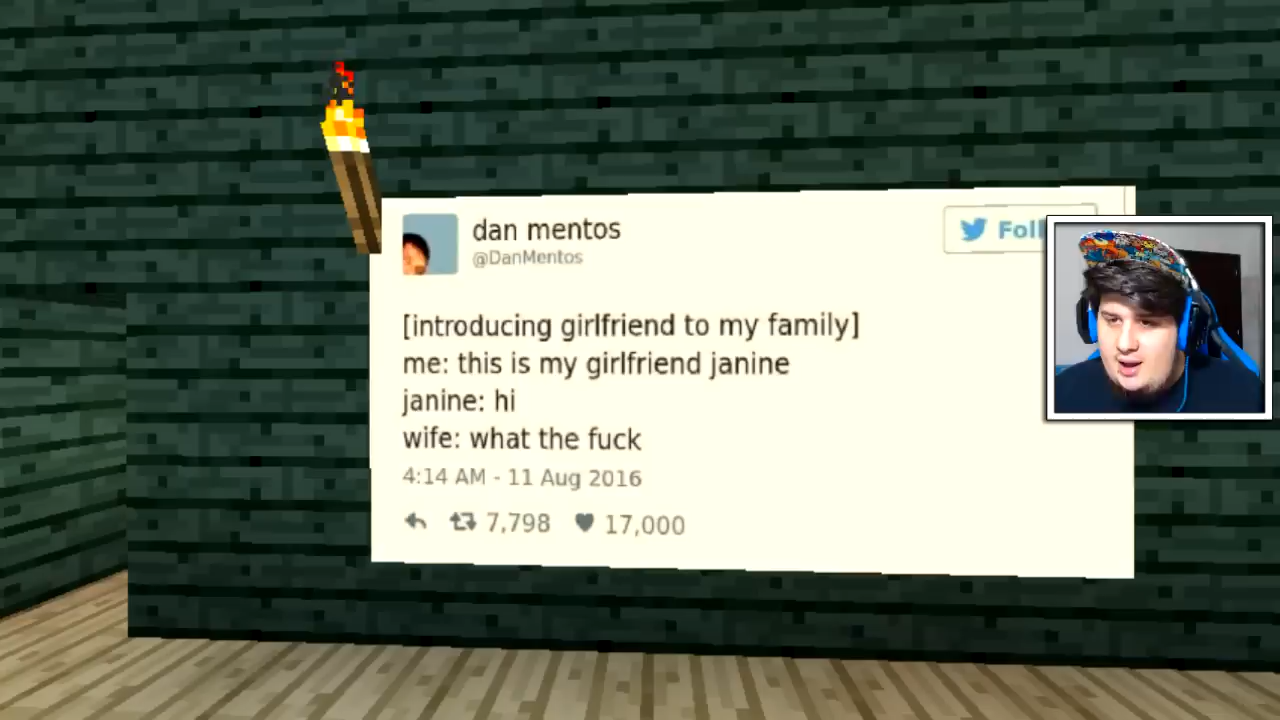 dan mentos
@DanMentos
Foll
[introducing girlfriend to my family]
me: this is my girlfriend janine
janine: hi
wife: what the fuck
4:14 AM - 11 Aug 2016
7,798 17,000